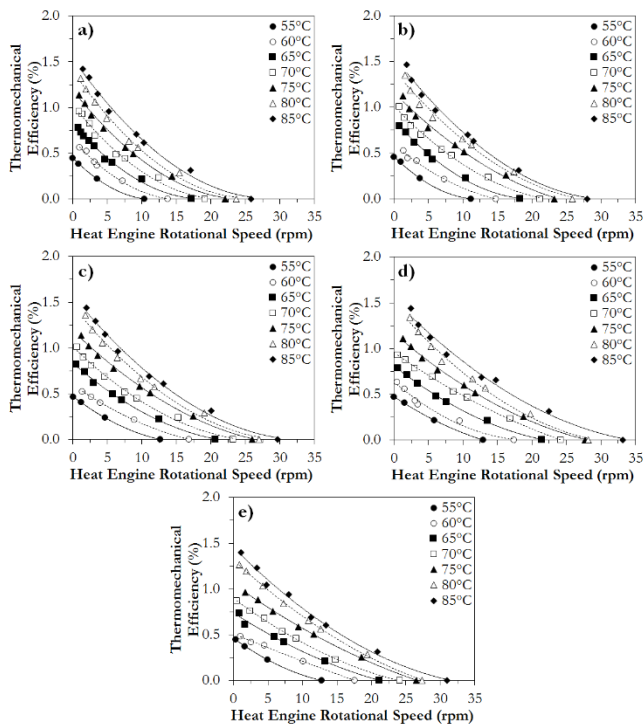 Thermomechanical
Efficiency (%)
2.0
1.5
1.0
0.5
0.0
a)
55°C
60°C
65°C
70°C
75°C
80°C
85°C
0 5 10 15 20 25 30 35
Heat Engine Rotational Speed (rpm)
Thermomechanical
Efficiency (%)
2.0
1.5
1.0
0.5
0.0
b)
55°C
60°C
65°C
70°C
75°C
80°C
85°C
0 5 10 15 20 25 30 35
Heat Engine Rotational Speed (rpm)
Thermomechanical
Efficiency (%)
2.0
1.5
1.0
0.5
0.0
c)
55°C
60°C
65°C
70°C
75°C
80°C
85°C
0 5 10 15 20 25 30 35
Heat Engine Rotational Speed (rpm)
Thermomechanical
Efficiency (%)
2.0
1.5
1.0
0.5
0.0
d)
55°C
60°C
65°C
70°C
75°C
80°C
85°C
0 5 10 15 20 25 30 35
Heat Engine Rotational Speed (rpm)
Thermomechanical
Efficiency (%)
2.0
1.5
1.0
0.5
0.0
e)
55°C
60°C
65°C
70°C
75°C
80°C
85°C
0 5 10 15 20 25 30 35
Heat Engine Rotational Speed (rpm)